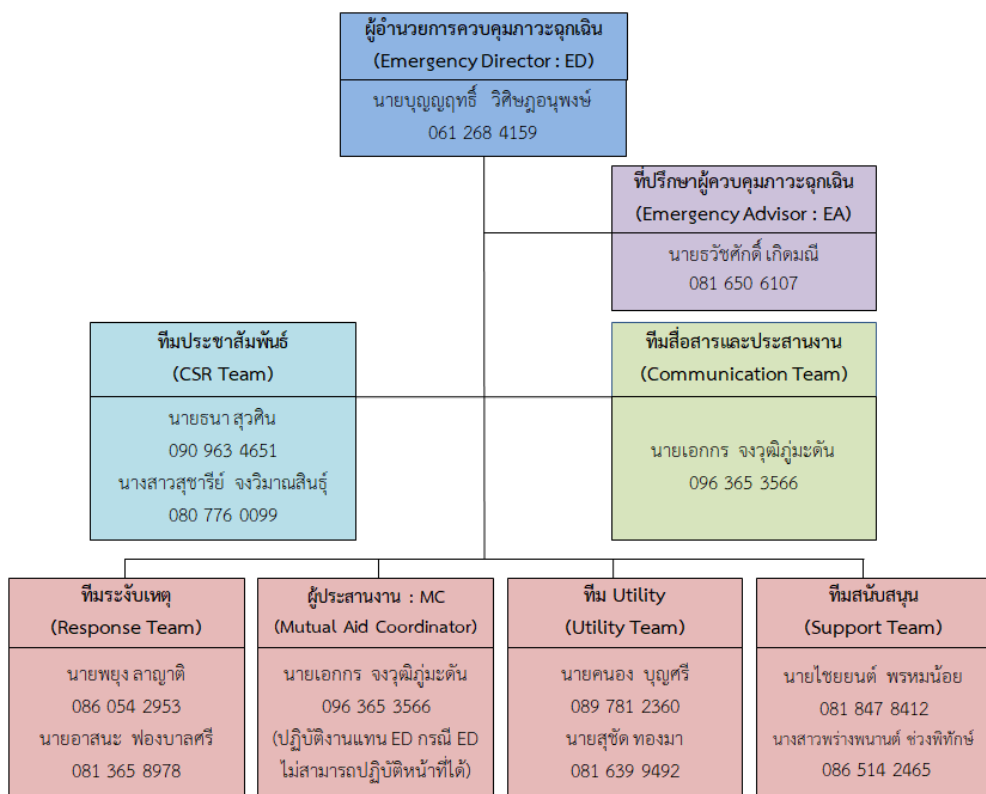 ผู้อำนวยการควบคุมภาวะฉุกเฉิน
(Emergency Director : ED)
นายบุญญฤทธิ์ วิศิษฎอนุพงษ์
061 268 4159
ที่ปรึกษาผู้ควบคุมภาวะฉุกเฉิน
(Emergency Advisor : EA)
นายธวัชศักดิ์ เกิดมณี
081 650 6107
ทีมประชาสัมพันธ์
(CSR Team)
นายธนา สุวศิน
090 963 4651
นางสาวสุชารีย์ จงวิมาณสินธุ์
080 776 0099
ทีมสื่อสารและประสานงาน
(Communication Team)
นายเอกกร จงวุฒิภู่มะดัน
096 365 3566
ทีมระงับเหตุ
(Response Team)
นายพยุง ลาญาติ
086 054 2953
นายอาสนะ ฟองบาลศรี
081 365 8978
ผู้ประสานงาน : MC
(Mutual Aid Coordinator)
นายเอกกร จงวุฒิภู่มะดัน
096 365 3566
(ปฏิบัติงานแทน ED กรณี ED
ไม่สามารถปฏิบัติหน้าที่ได้)
ทีม Utility
(Utility Team)
นายคนอง บุญศรี
089 781 2360
นายสุชัด ทองมา
081 639 9492
ทีมสนับสนุน
(Support Team)
นายไชยยนต์ พรหมน้อย
081 847 8412
นางสาวพร่างพนานต์ ช่วงพิทักษ์
086 514 2465